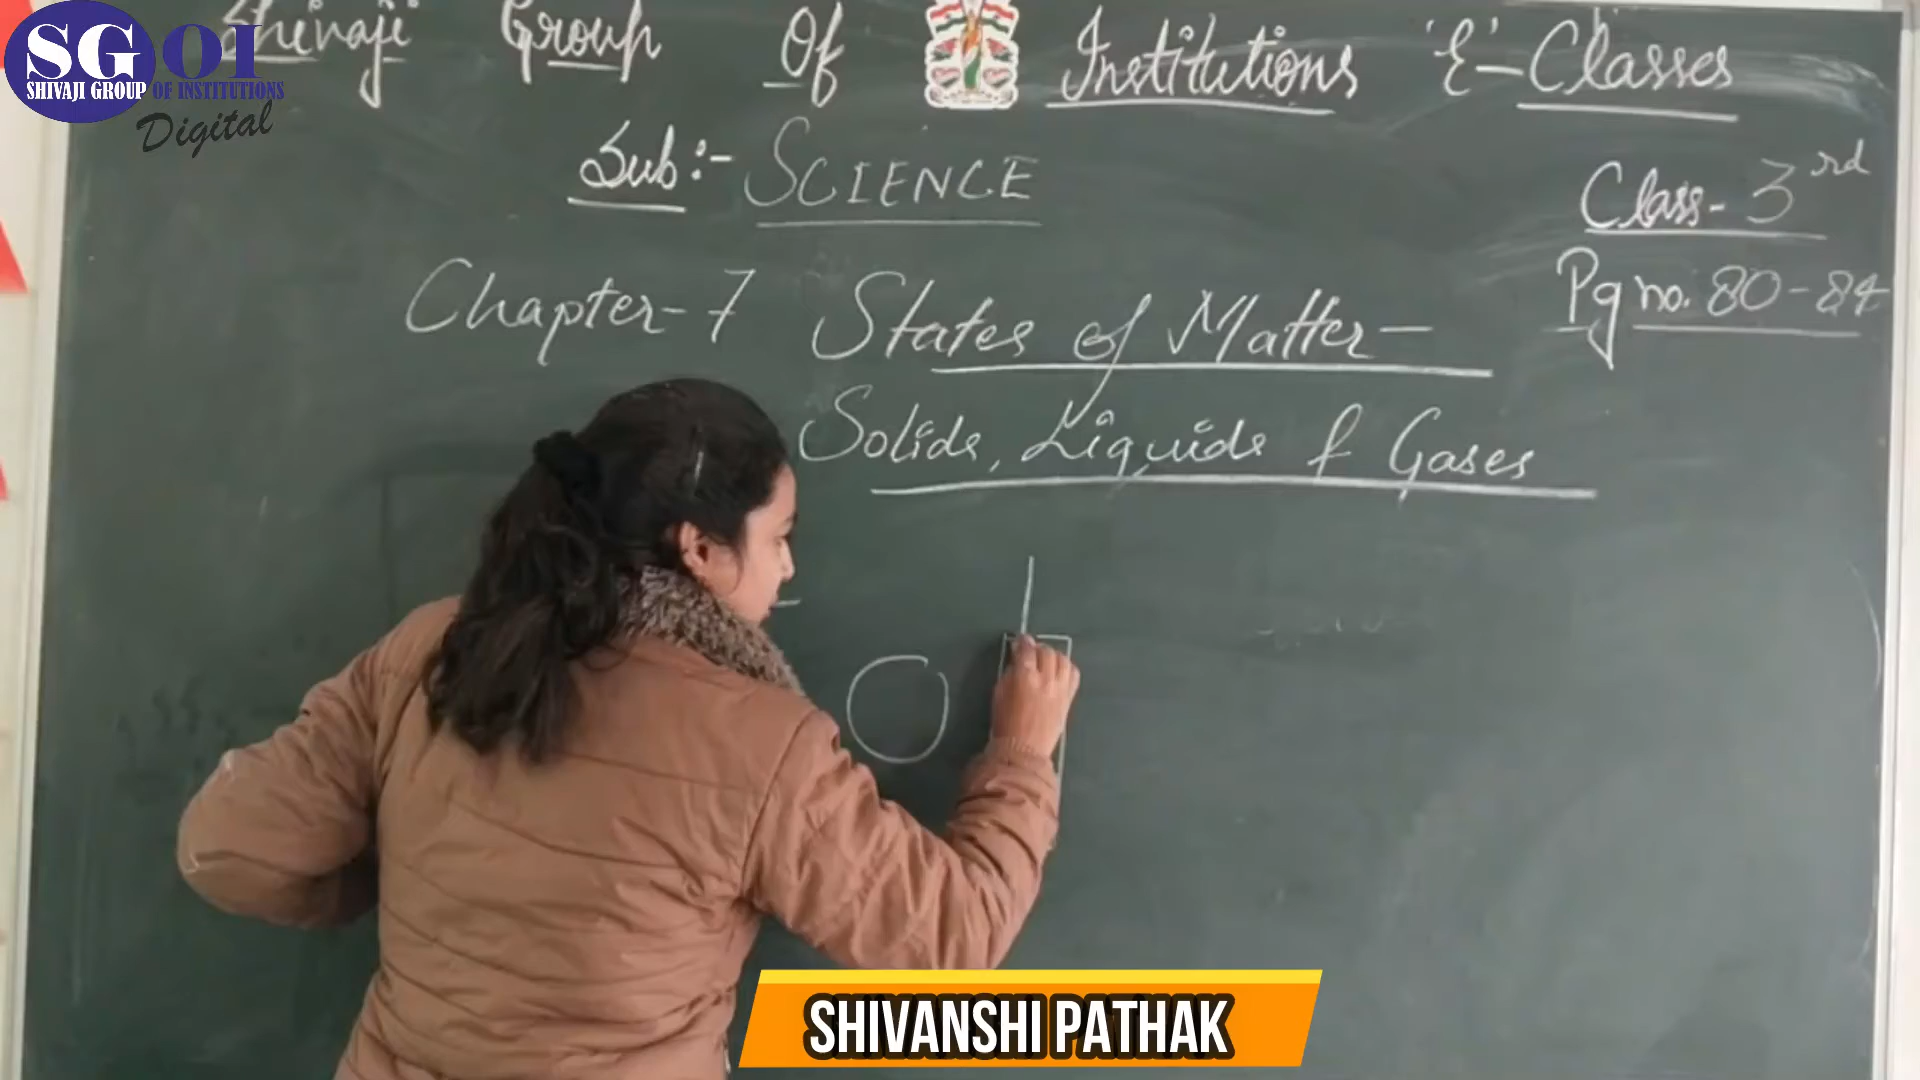 SGOI
SHIVAJI GROUP OF INSTITUTIONS
Digital
Shivaji Group Of Institutions 'E'-Classes
Sub:- SCIENCE
Class- 3rd
Pg no. 80-84
Chapter-7 States of Matter-
Solids, Liquids & Gases
SHIVANSHI PATHAK